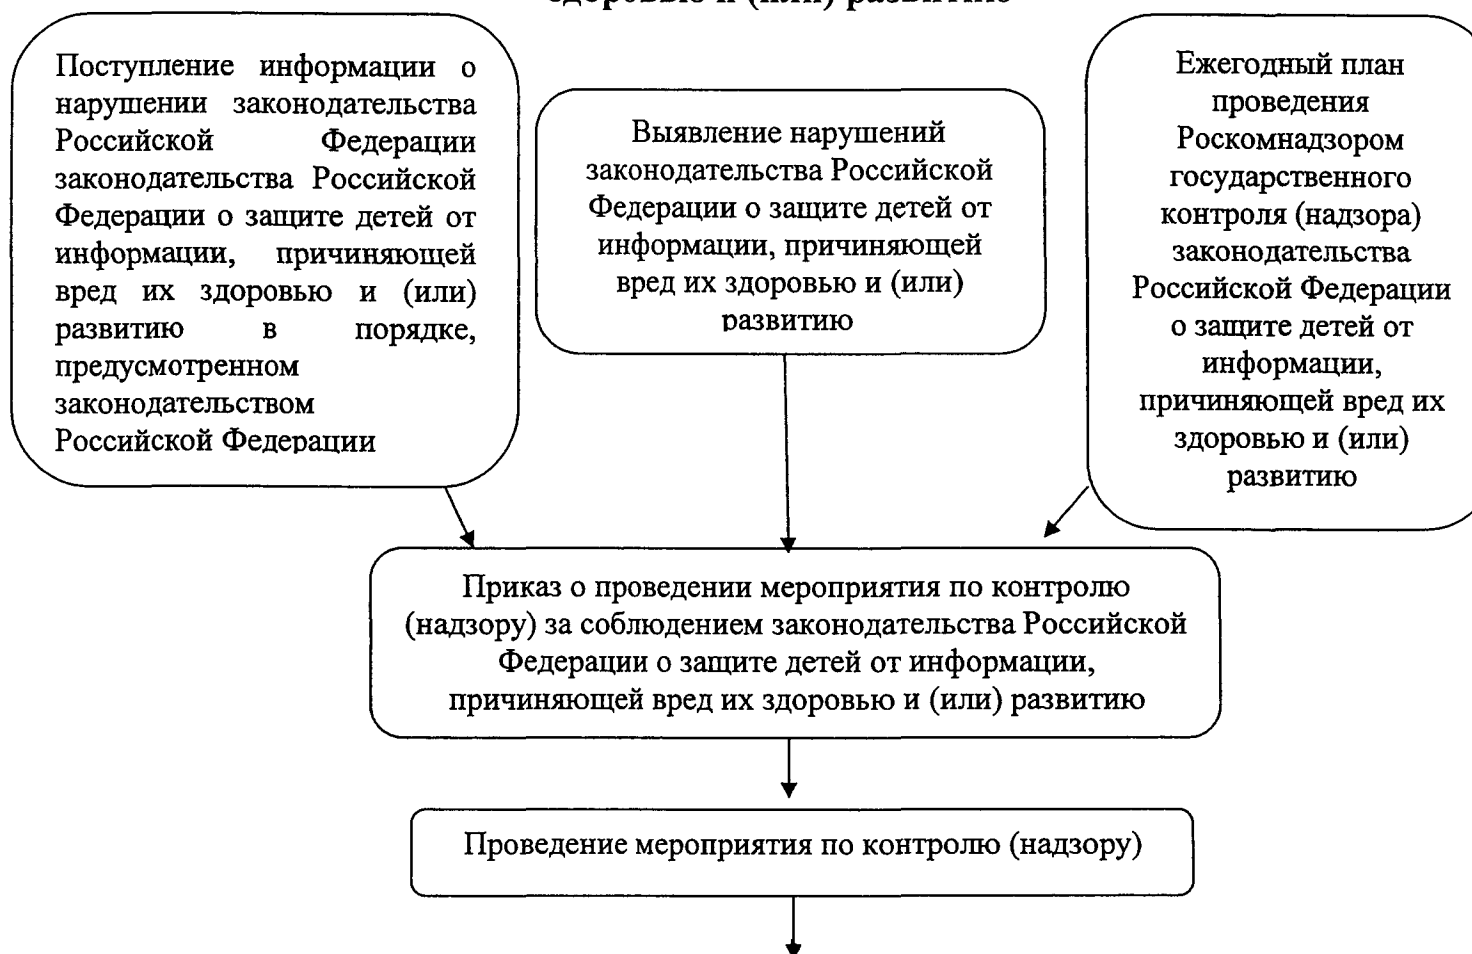 здоровью и (или) развитию
Поступление информации о
нарушении законодательства
Российской Федерации
законодательства Российской
Федерации о защите детей от
информации, причиняющей
вред их здоровью и (или)
развитию в порядке,
предусмотренном
законодательством
Российской Федерации
Выявление нарушений
законодательства Российской
Федерации о защите детей от
информации, причиняющей
вред их здоровью и (или)
развитию
Ежегодный план
проведения
Роскомнадзором
государственного
контроля (надзора)
законодательства
Российской Федерации
о защите детей от
информации,
причиняющей вред их
здоровью и (или)
развитию
Приказ о проведении мероприятия по контролю
(надзору) за соблюдением законодательства Российской
Федерации о защите детей от информации,
причиняющей вред их здоровью и (или) развитию
Проведение мероприятия по контролю (надзору)